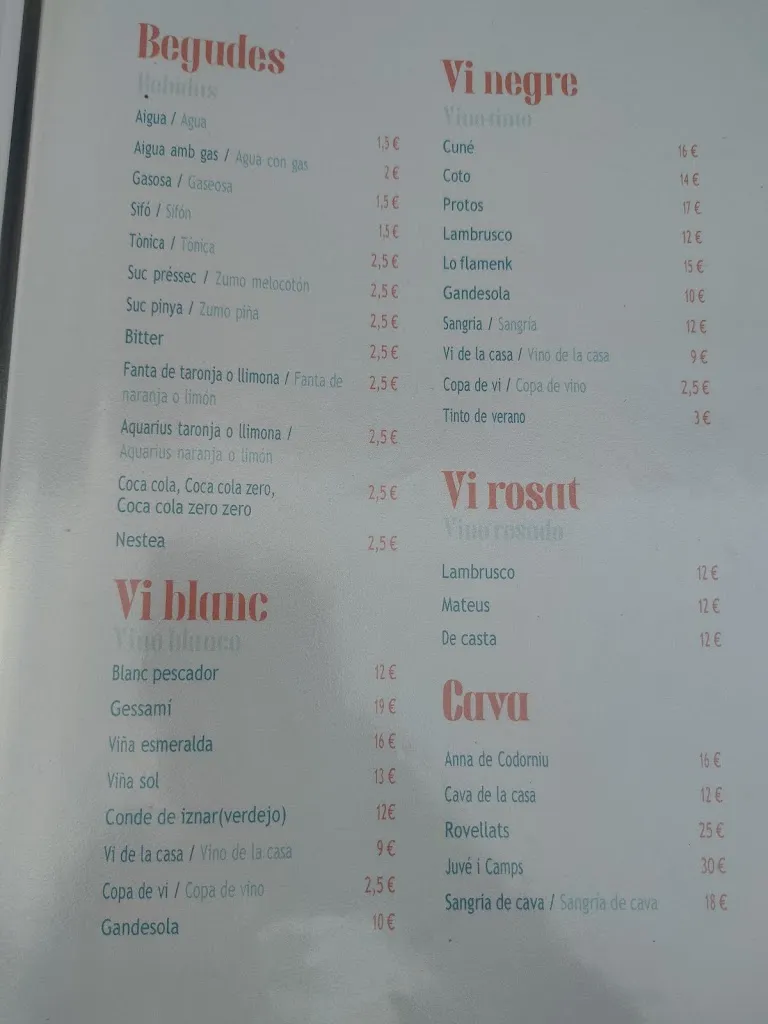 Begudes
Bebidas
Aigua / Agua 1,5 €
Aigua amb gas / Agua con gas 2 €
Gasosa / Gaseosa 1,5 €
Sifó / Sifón 1,5 €
Tònica / Tónica 2,5 €
Suc préssec / Zumo melocotón 2,5 €
Suc pinya / Zumo piña 2,5 €
Bitter 2,5 €
Fanta de taronja o llimona / Fanta de 2,5 €
naranja o limón
Aquarius taronja o llimona / 2,5 €
Aquarius naranja o limón
Coca cola, Coca cola zero, 2,5 €
Coca cola zero zero
Nestea 2,5 €
Vi blanc
Vino blanco
Blanc pescador 12 €
Gessamí 19 €
Viña esmeralda 16 €
Viña sol 13 €
Conde de iznar(verdejo) 12€
Vi de la casa / Vino de la casa 9 €
Copa de vi / Copa de vino 2,5 €
Gandesola 10 €
Vi negre
Vino tinto
Cuné 16 €
Coto 14 €
Protos 17 €
Lambrusco 12 €
Lo flamenk 15 €
Gandesola 10 €
Sangria / Sangría 12 €
Vi de la casa / Vino de la casa 9 €
Copa de vi / Copa de vino 2,5 €
Tinto de verano 3 €
Vi rosat
Vino rosado
Lambrusco 12 €
Mateus 12 €
De casta 12 €
Cava
Anna de Codorniu 16 €
Cava de la casa 12 €
Rovellats 25 €
Juvé i Camps 30 €
Sangria de cava / Sangría de cava 18 €